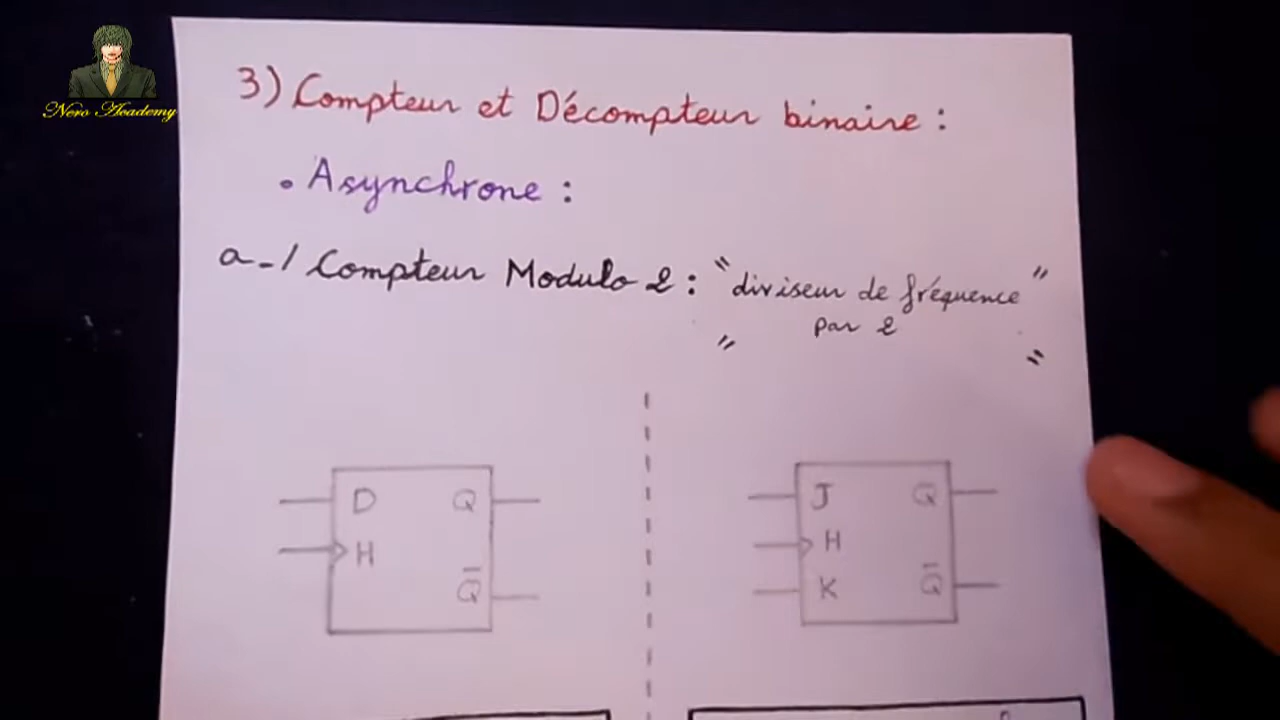 Nero Academy
3) Compteur et Décompteur binaire :
• Asynchrone :
a-/ Compteur Modulo 2 : " diviseur de fréquence "
" par 2 "
D Q
H
Q̄
J Q
H
K Q̄